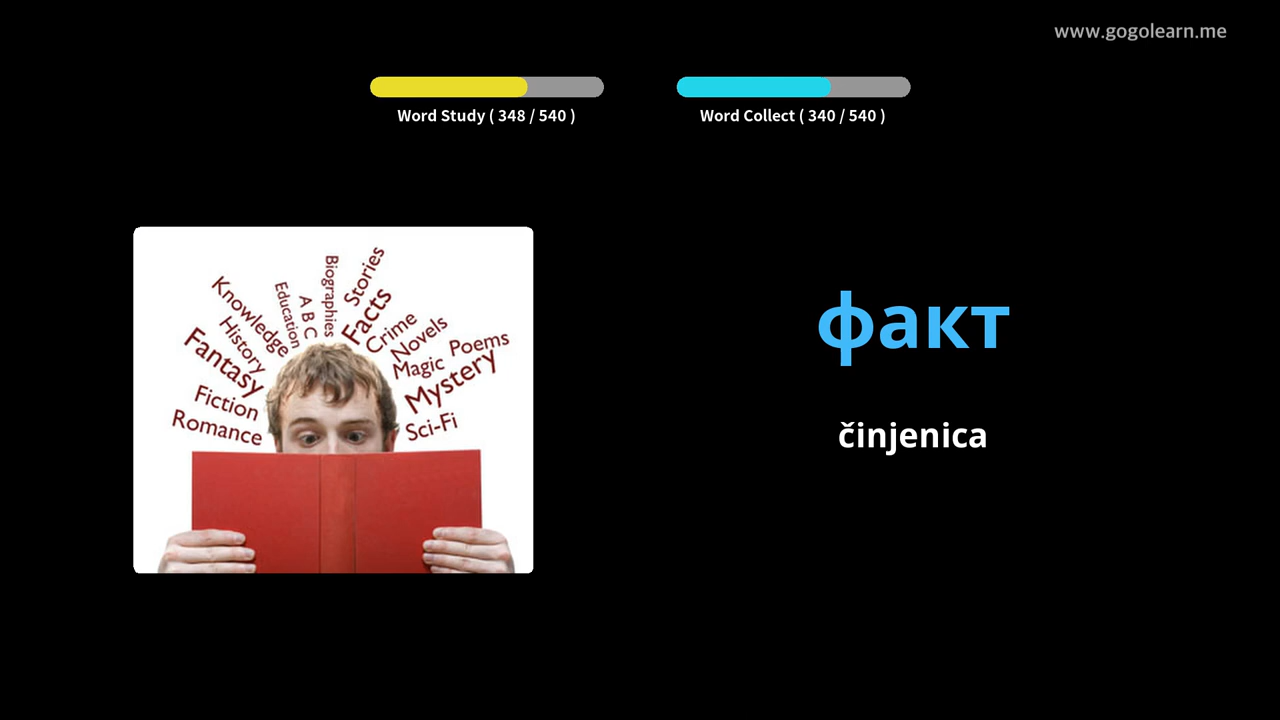 www.gogolearn.me
Word Study ( 348 / 540 )
Word Collect ( 340 / 540 )
Knowledge
History
Fantasy
Fiction
Romance
Education
A B C
Biographies
Stories
Facts
Crime
Novels
Magic
Poems
Mystery
Sci-Fi
факт
činjenica